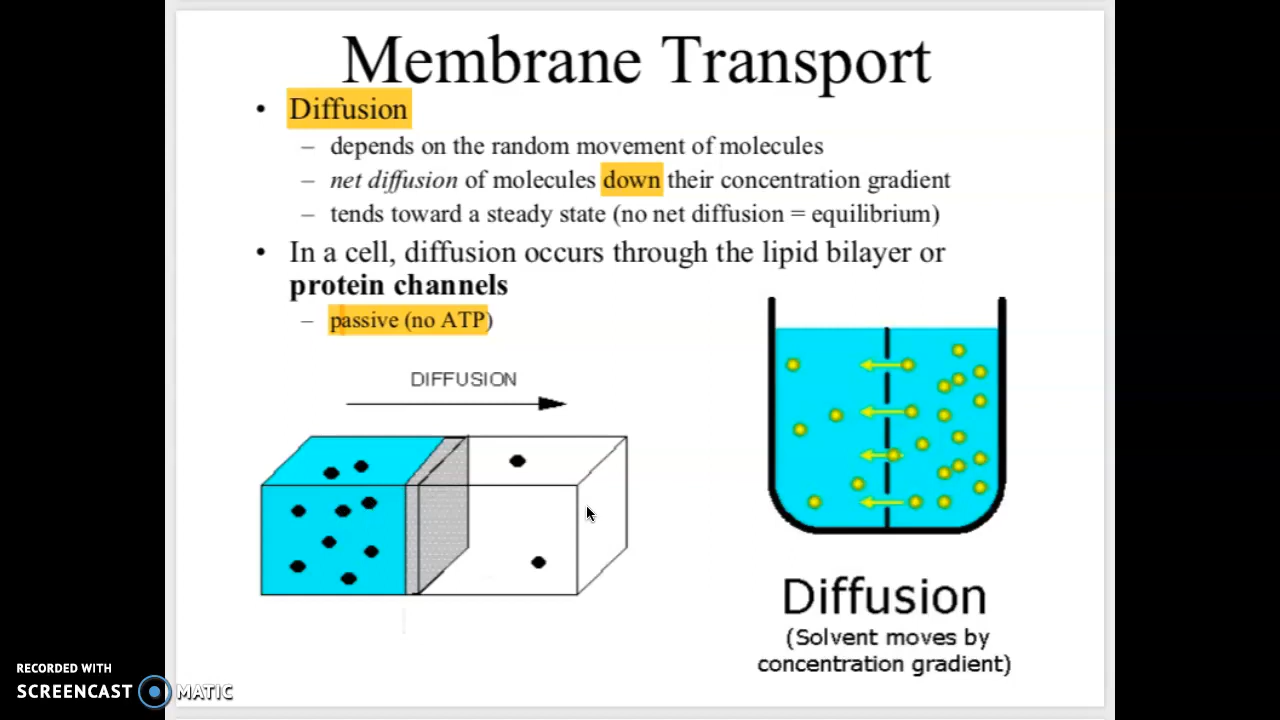 Membrane Transport
• Diffusion
– depends on the random movement of molecules
– net diffusion of molecules down their concentration gradient
– tends toward a steady state (no net diffusion = equilibrium)
• In a cell, diffusion occurs through the lipid bilayer or
protein channels
– passive (no ATP)
DIFFUSION
Diffusion
(Solvent moves by
concentration gradient)
RECORDED WITH
SCREENCAST MATIC